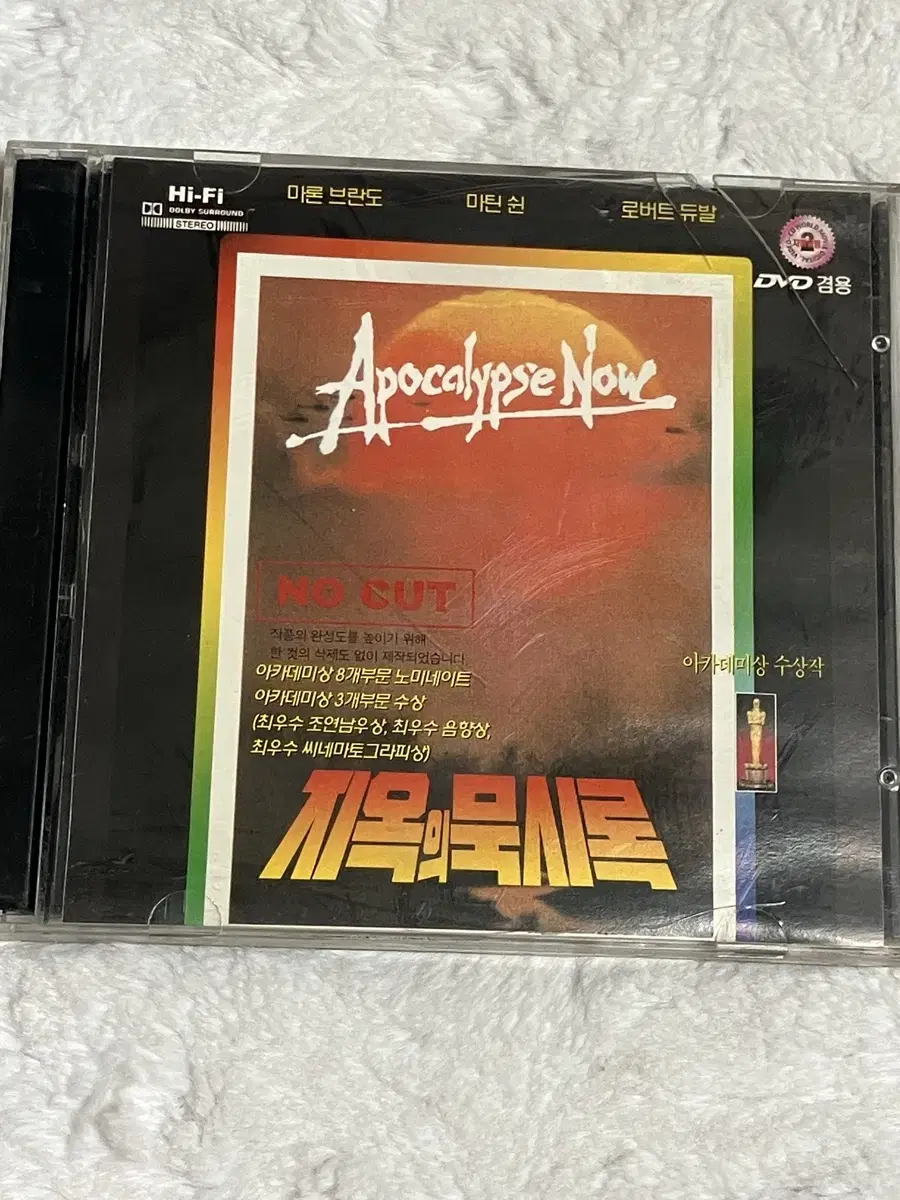 Hi-Fi
DOLBY SURROUND
STEREO
마론 브란도
마틴 쉰
로버트 듀발
2
DVD 겸용
Apocalypse Now
NO CUT
작품의 완성도를 높이기 위해
한 컷의 삭제도 없이 제작되었습니다
아카데미상 8개부문 노미네이트
아카데미상 3개부문 수상
(최우수 조연남우상, 최우수 음향상,
최우수 씨네마토그라피상)
아카데미상 수상작
지옥의묵시록